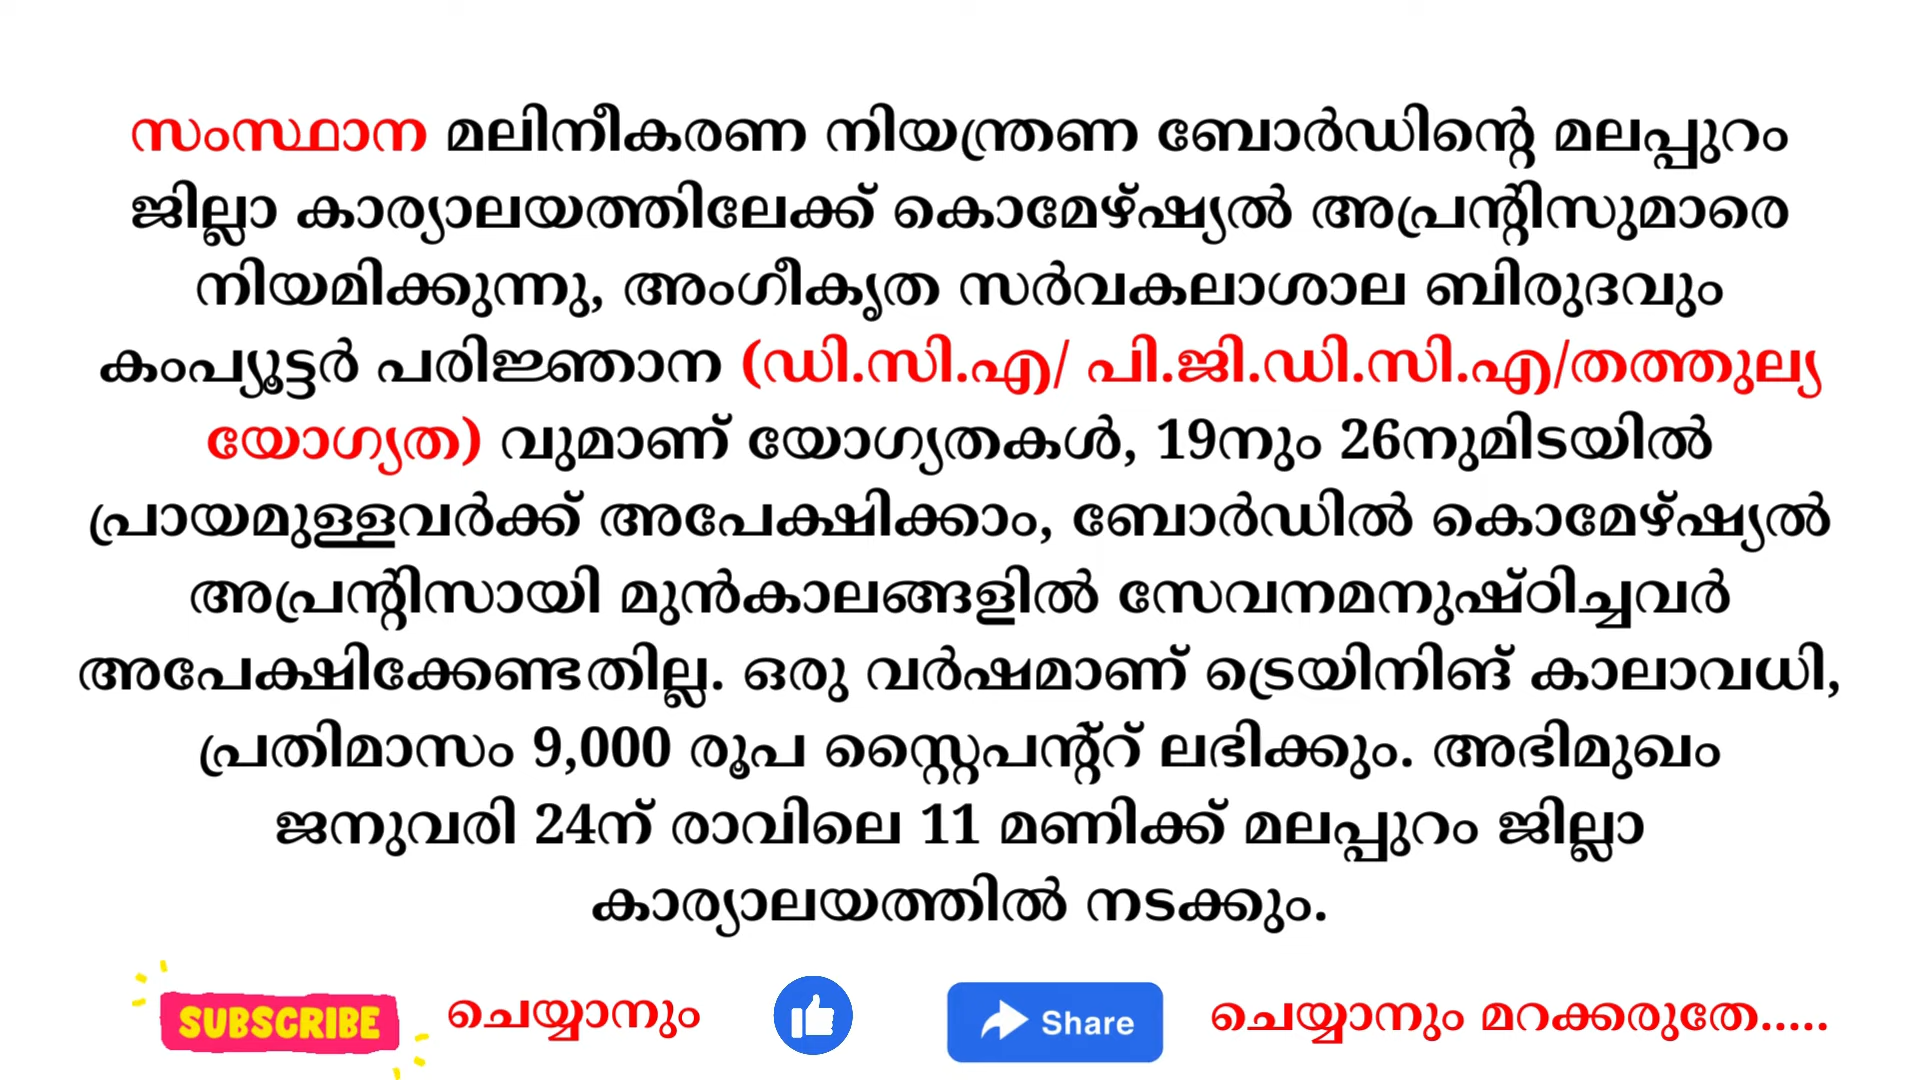 സംസ്ഥാന മലിനീകരണ നിയന്ത്രണ ബോർഡിന്റെ മലപ്പുറം
ജില്ലാ കാര്യാലയത്തിലേക്ക് കൊമേഴ്ഷ്യൽ അപ്രന്റിസുമാരെ
നിയമിക്കുന്നു, അംഗീകൃത സർവകലാശാല ബിരുദവും
കംപ്യൂട്ടർ പരിജ്ഞാന (ഡി.സി.എ/ പി.ജി.ഡി.സി.എ/തത്തുല്യ
യോഗ്യത) വുമാണ് യോഗ്യതകൾ, 19നും 26നുമിടയിൽ
പ്രായമുള്ളവർക്ക് അപേക്ഷിക്കാം, ബോർഡിൽ കൊമേഴ്ഷ്യൽ
അപ്രന്റിസായി മുൻകാലങ്ങളിൽ സേവനമനുഷ്ഠിച്ചവർ
അപേക്ഷിക്കേണ്ടതില്ല. ഒരു വർഷമാണ് ട്രെയിനിങ് കാലാവധി,
പ്രതിമാസം 9,000 രൂപ സ്റ്റൈപന്റ്റ് ലഭിക്കും. അഭിമുഖം
ജനുവരി 24ന് രാവിലെ 11 മണിക്ക് മലപ്പുറം ജില്ലാ
കാര്യാലയത്തിൽ നടക്കും.
SUBSCRIBE ചെയ്യാനും Share ചെയ്യാനും മറക്കരുതേ.....